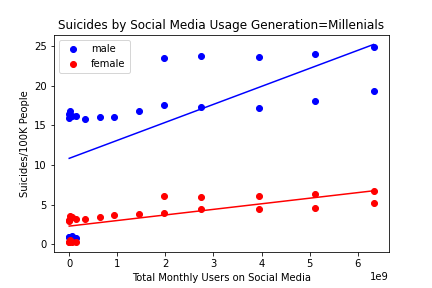 Suicides by Social Media Usage Generation=Millenials
male
female
Suicides/100K People
25
20
15
10
5
0
0 1 2 3 4 5 6
1e9
Total Monthly Users on Social Media